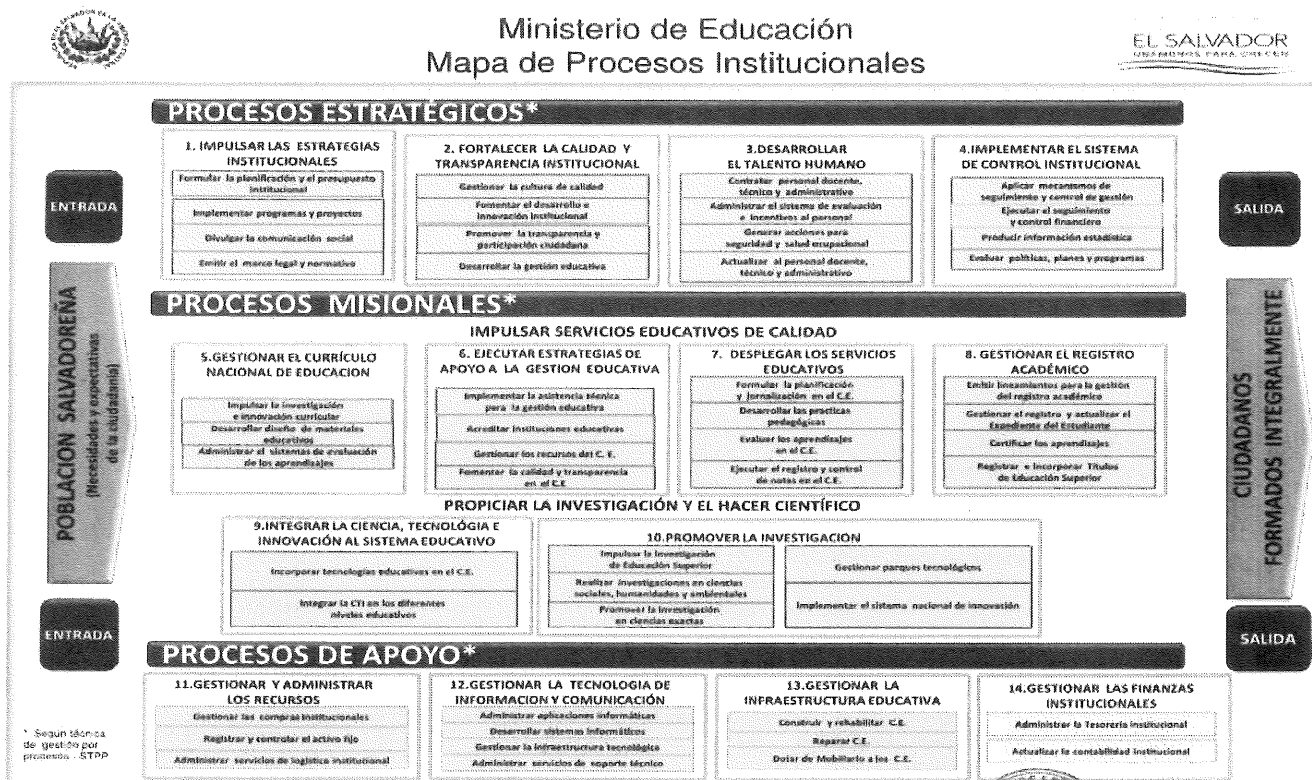 Ministerio de Educación
Mapa de Procesos Institucionales
EL SALVADOR
UNÁMONOS PARA CRECER
ENTRADA
POBLACION SALVADOREÑA
(Necesidades y expectativas
de la ciudadanía)
ENTRADA
PROCESOS ESTRATÉGICOS*
1. IMPULSAR LAS ESTRATEGIAS
INSTITUCIONALES
Formular la planificación y el presupuesto
institucional
Implementar programas y proyectos
Divulgar la comunicación social
Emitir el marco legal y normativo
2. FORTALECER LA CALIDAD Y
TRANSPARENCIA INSTITUCIONAL
Gestionar la cultura de calidad
Fomentar el desarrollo e
innovación institucional
Promover la transparencia y
participación ciudadana
Desarrollar la gestión educativa
3.DESARROLLAR
EL TALENTO HUMANO
Contratar personal docente,
técnico y administrativo
Administrar el sistema de evaluación
e incentivos al personal
Generar acciones para
seguridad y salud ocupacional
Actualizar al personal docente,
técnico y administrativo
4.IMPLEMENTAR EL SISTEMA
DE CONTROL INSTITUCIONAL
Aplicar mecanismos de
seguimiento y control de gestión
Ejecutar el seguimiento
y control financiero
Producir información estadística
Evaluar políticas, planes y programas
PROCESOS MISIONALES*
IMPULSAR SERVICIOS EDUCATIVOS DE CALIDAD
5.GESTIONAR EL CURRÍCULO
NACIONAL DE EDUCACION
Impulsar la investigación
e innovación curricular
Desarrollar diseño de materiales
educativos
Administrar el sistemas de evaluación
de los aprendizajes
6. EJECUTAR ESTRATEGIAS DE
APOYO A LA GESTION EDUCATIVA
Implementar la asistencia técnica
para la gestión educativa
Acreditar instituciones educativas
Gestionar los recursos del C. E.
Fomentar la calidad y transparencia
en el C.E
7. DESPLEGAR LOS SERVICIOS
EDUCATIVOS
Formular la planificación
y jornalización en el C.E.
Desarrollar las practicas
pedagógicas
Evaluar los aprendizajes
en el C.E.
Ejecutar el registro y control
de notas en el C.E.
8. GESTIONAR EL REGISTRO
ACADÉMICO
Emitir lineamientos para la gestión
del registro académico
Gestionar el registro y actualizar el
Expediente del Estudiante
Certificar los aprendizajes
Registrar e Incorporar Títulos
de Educación Superior
PROPICIAR LA INVESTIGACIÓN Y EL HACER CIENTÍFICO
9.INTEGRAR LA CIENCIA, TECNOLÓGIA E
INNOVACIÓN AL SISTEMA EDUCATIVO
Incorporar tecnologías educativas en el C.E.
Integrar la CTI en los diferentes
niveles educativos
10.PROMOVER LA INVESTIGACION
Impulsar la Investigación
de Educación Superior
Realizar investigaciones en ciencias
sociales, humanidades y ambientales
Promover la investigación
en ciencias exactas
Gestionar parques tecnológicos
Implementar el sistema nacional de innovación
PROCESOS DE APOYO*
11.GESTIONAR Y ADMINISTRAR
LOS RECURSOS
Gestionar las compras institucionales
Registrar y controlar el activo fijo
Administrar servicios de logística institucional
12.GESTIONAR LA TECNOLOGIA DE
INFORMACION Y COMUNICACIÓN
Administrar aplicaciones informáticas
Desarrollar sistemas informáticos
Gestionar la infraestructura tecnológica
Administrar servicios de soporte técnico
13.GESTIONAR LA
INFRAESTRUCTURA EDUCATIVA
Construir y rehabilitar C.E.
Reparar C.E.
Dotar de Mobiliario a los C.E.
14.GESTIONAR LAS FINANZAS
INSTITUCIONALES
Administrar la Tesorería institucional
Actualizar la contabilidad institucional
SALIDA
CIUDADANOS
FORMADOS INTEGRALMENTE
SALIDA
* Según técnica
de gestión por
procesos - STPP